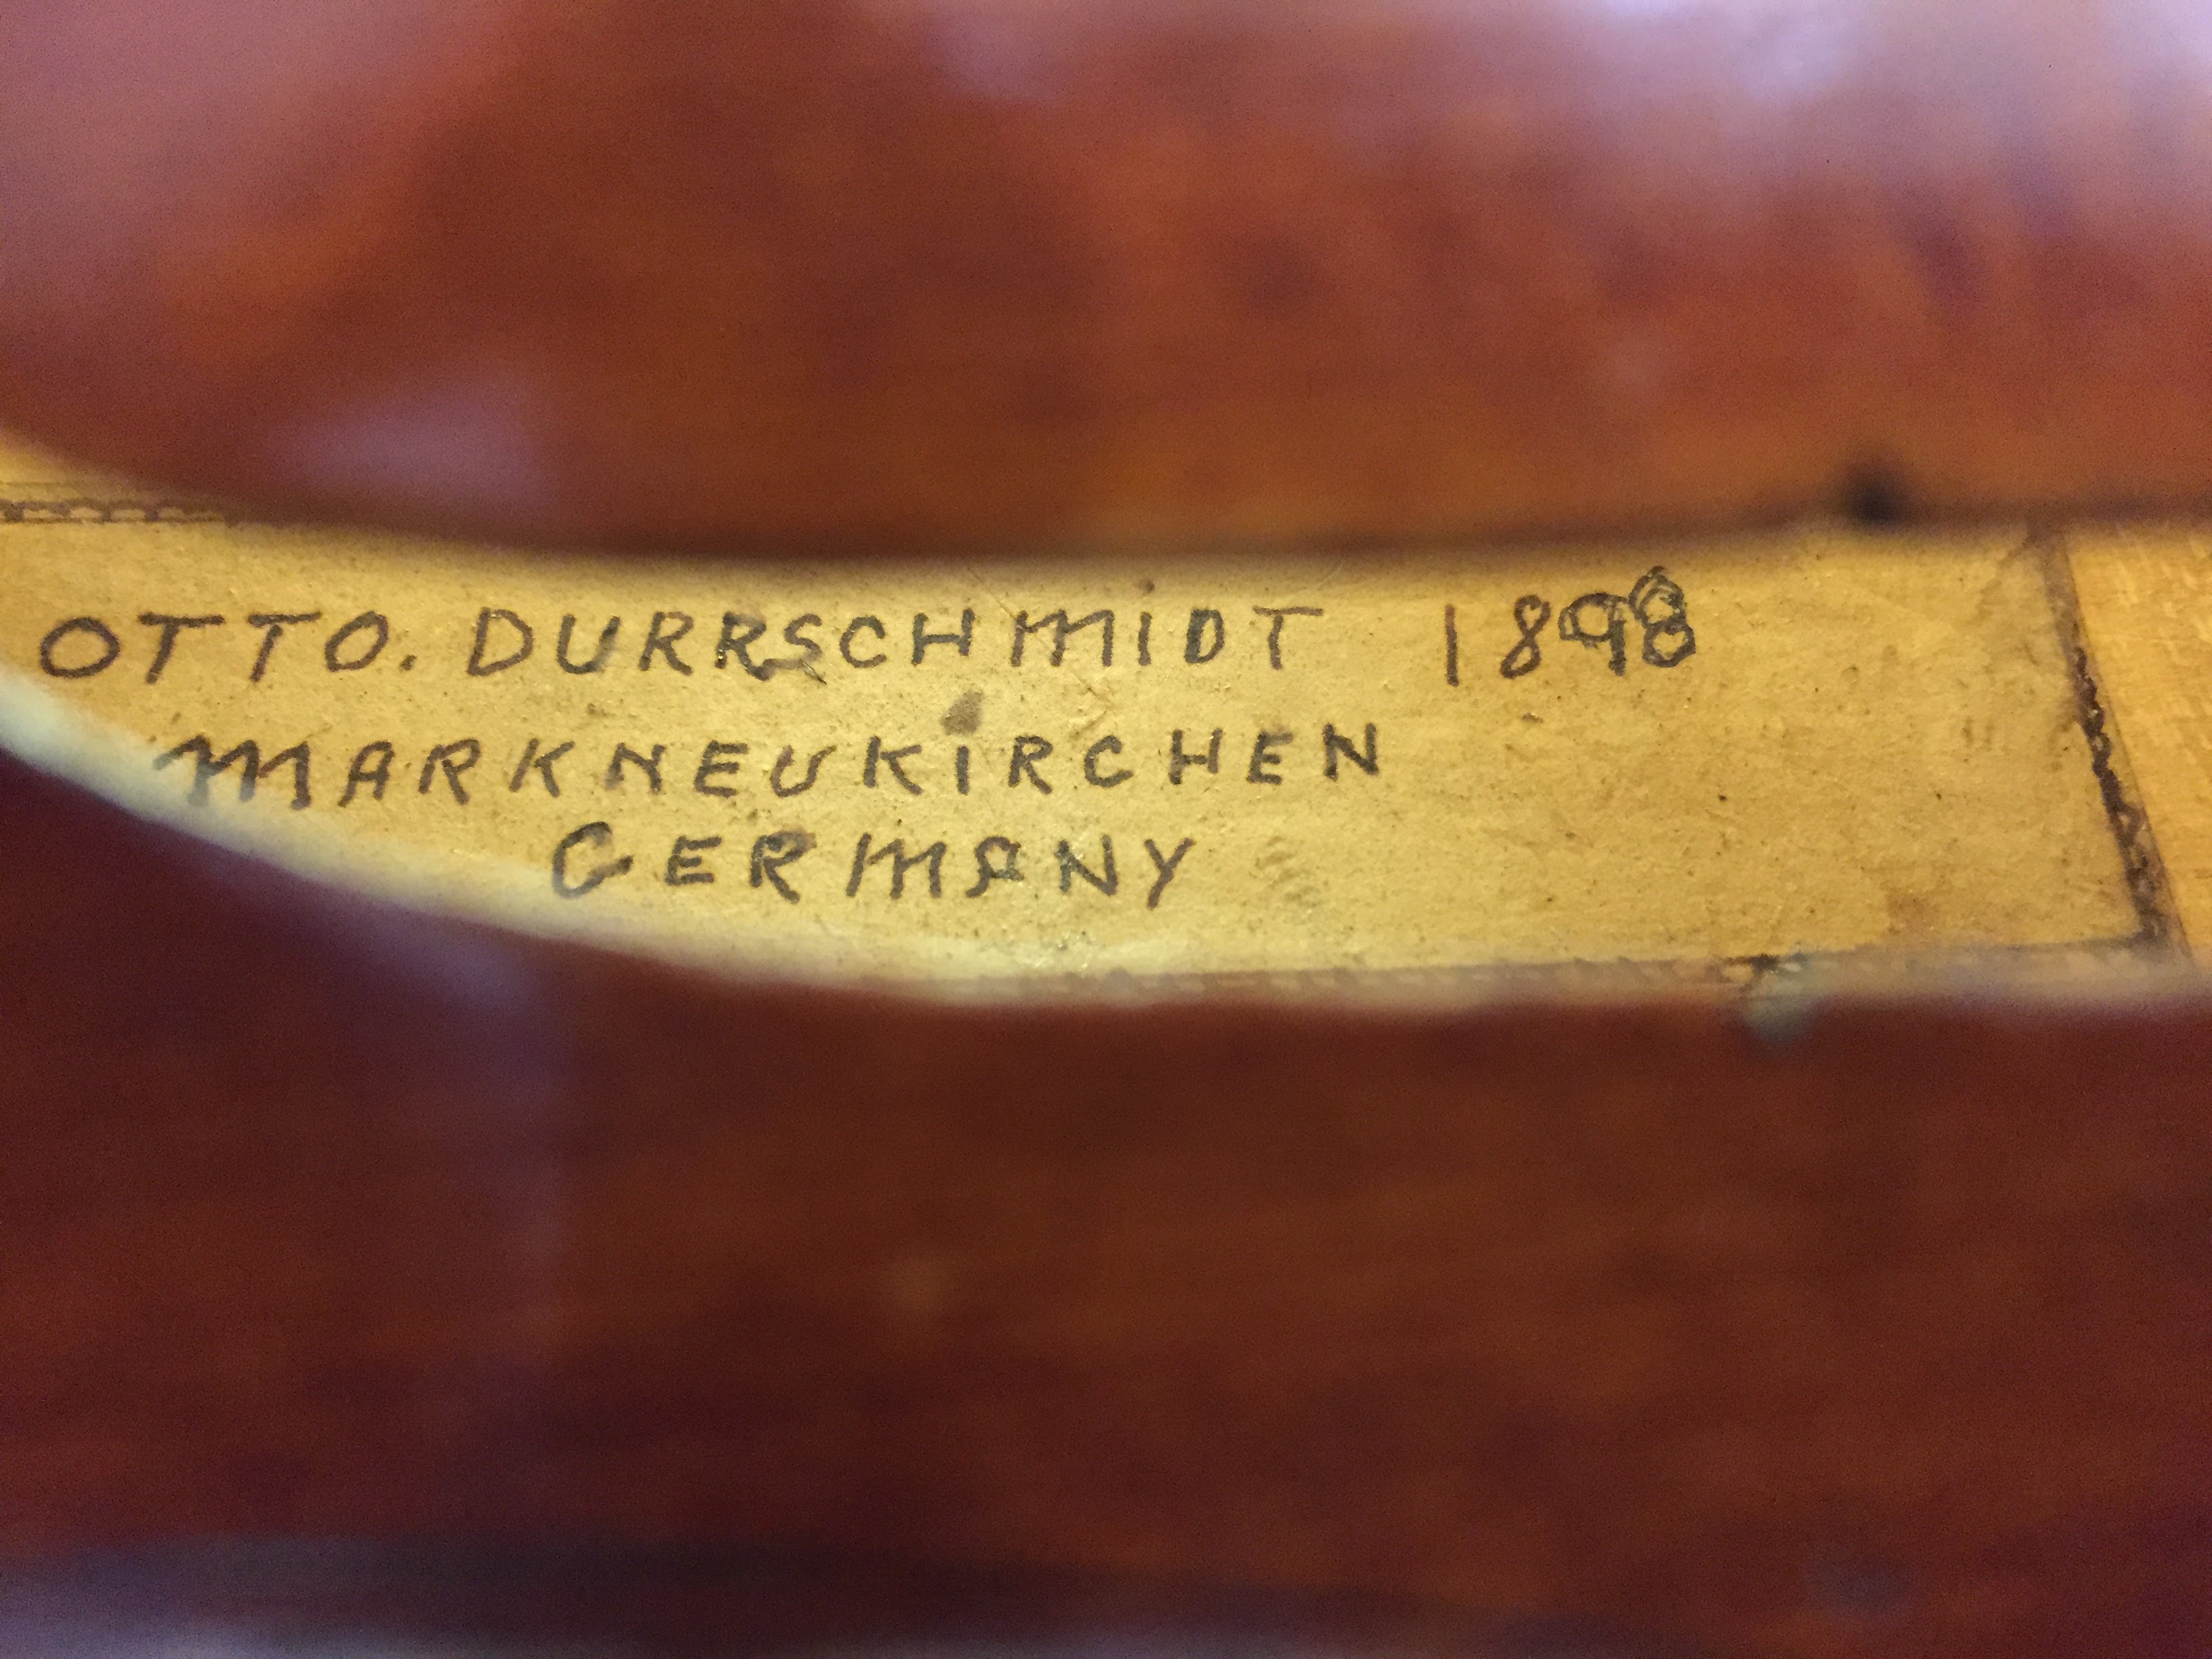 OTTO. DURRSCHMIDT 1898
MARKNEUKIRCHEN
GERMANY